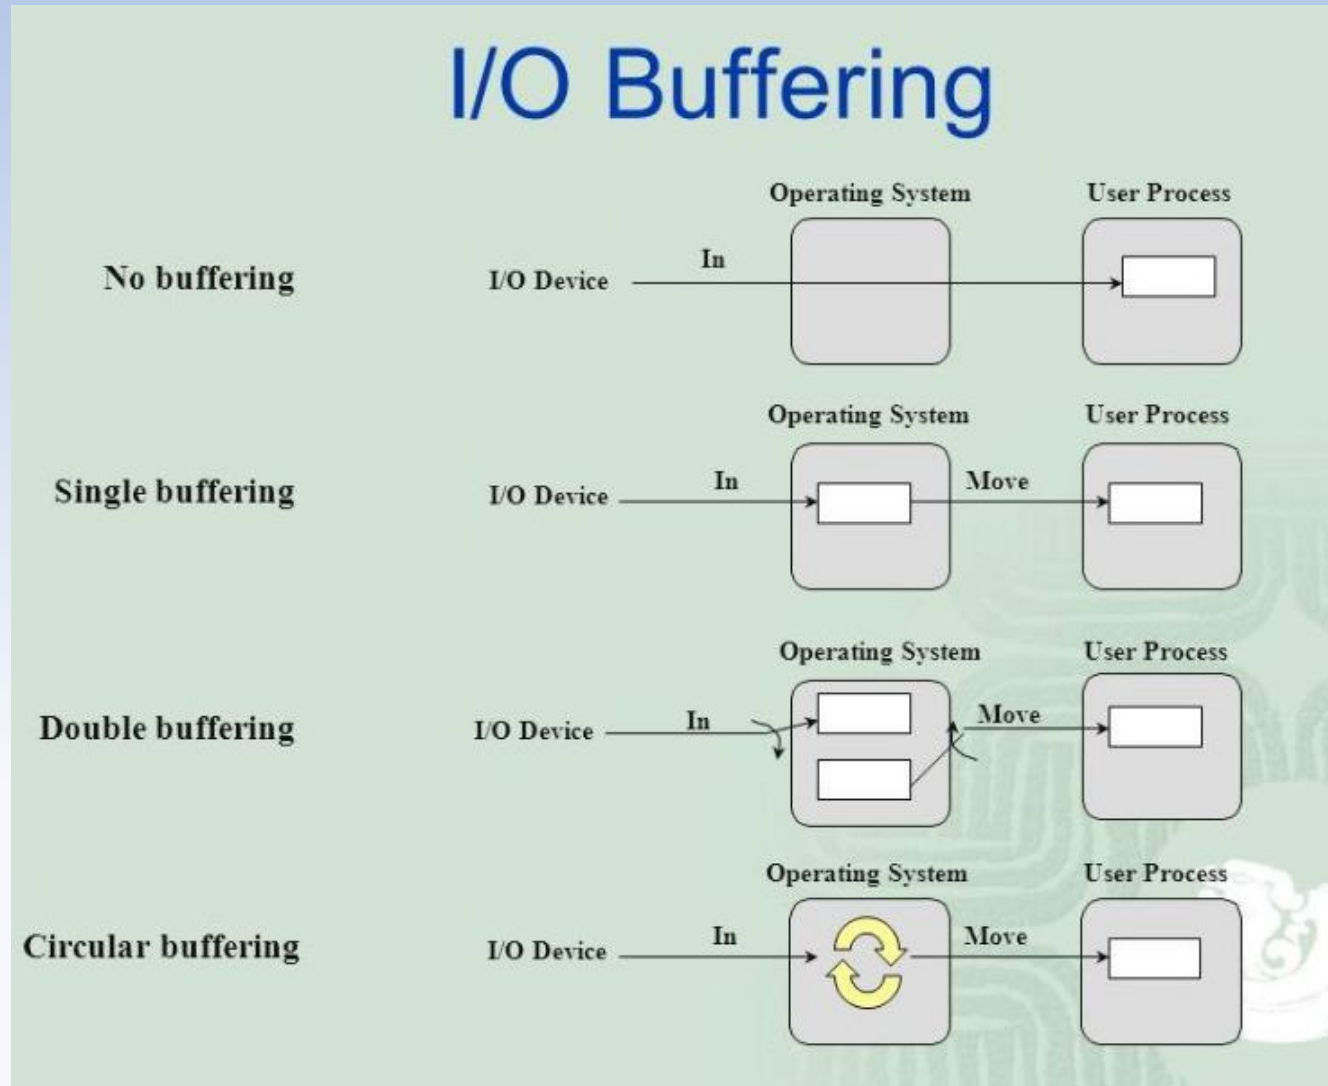 I/O Buffering
Operating System User Process
No buffering I/O Device In
Operating System User Process
Single buffering I/O Device In Move
Operating System User Process
Double buffering I/O Device In Move
Operating System User Process
Circular buffering I/O Device In Move